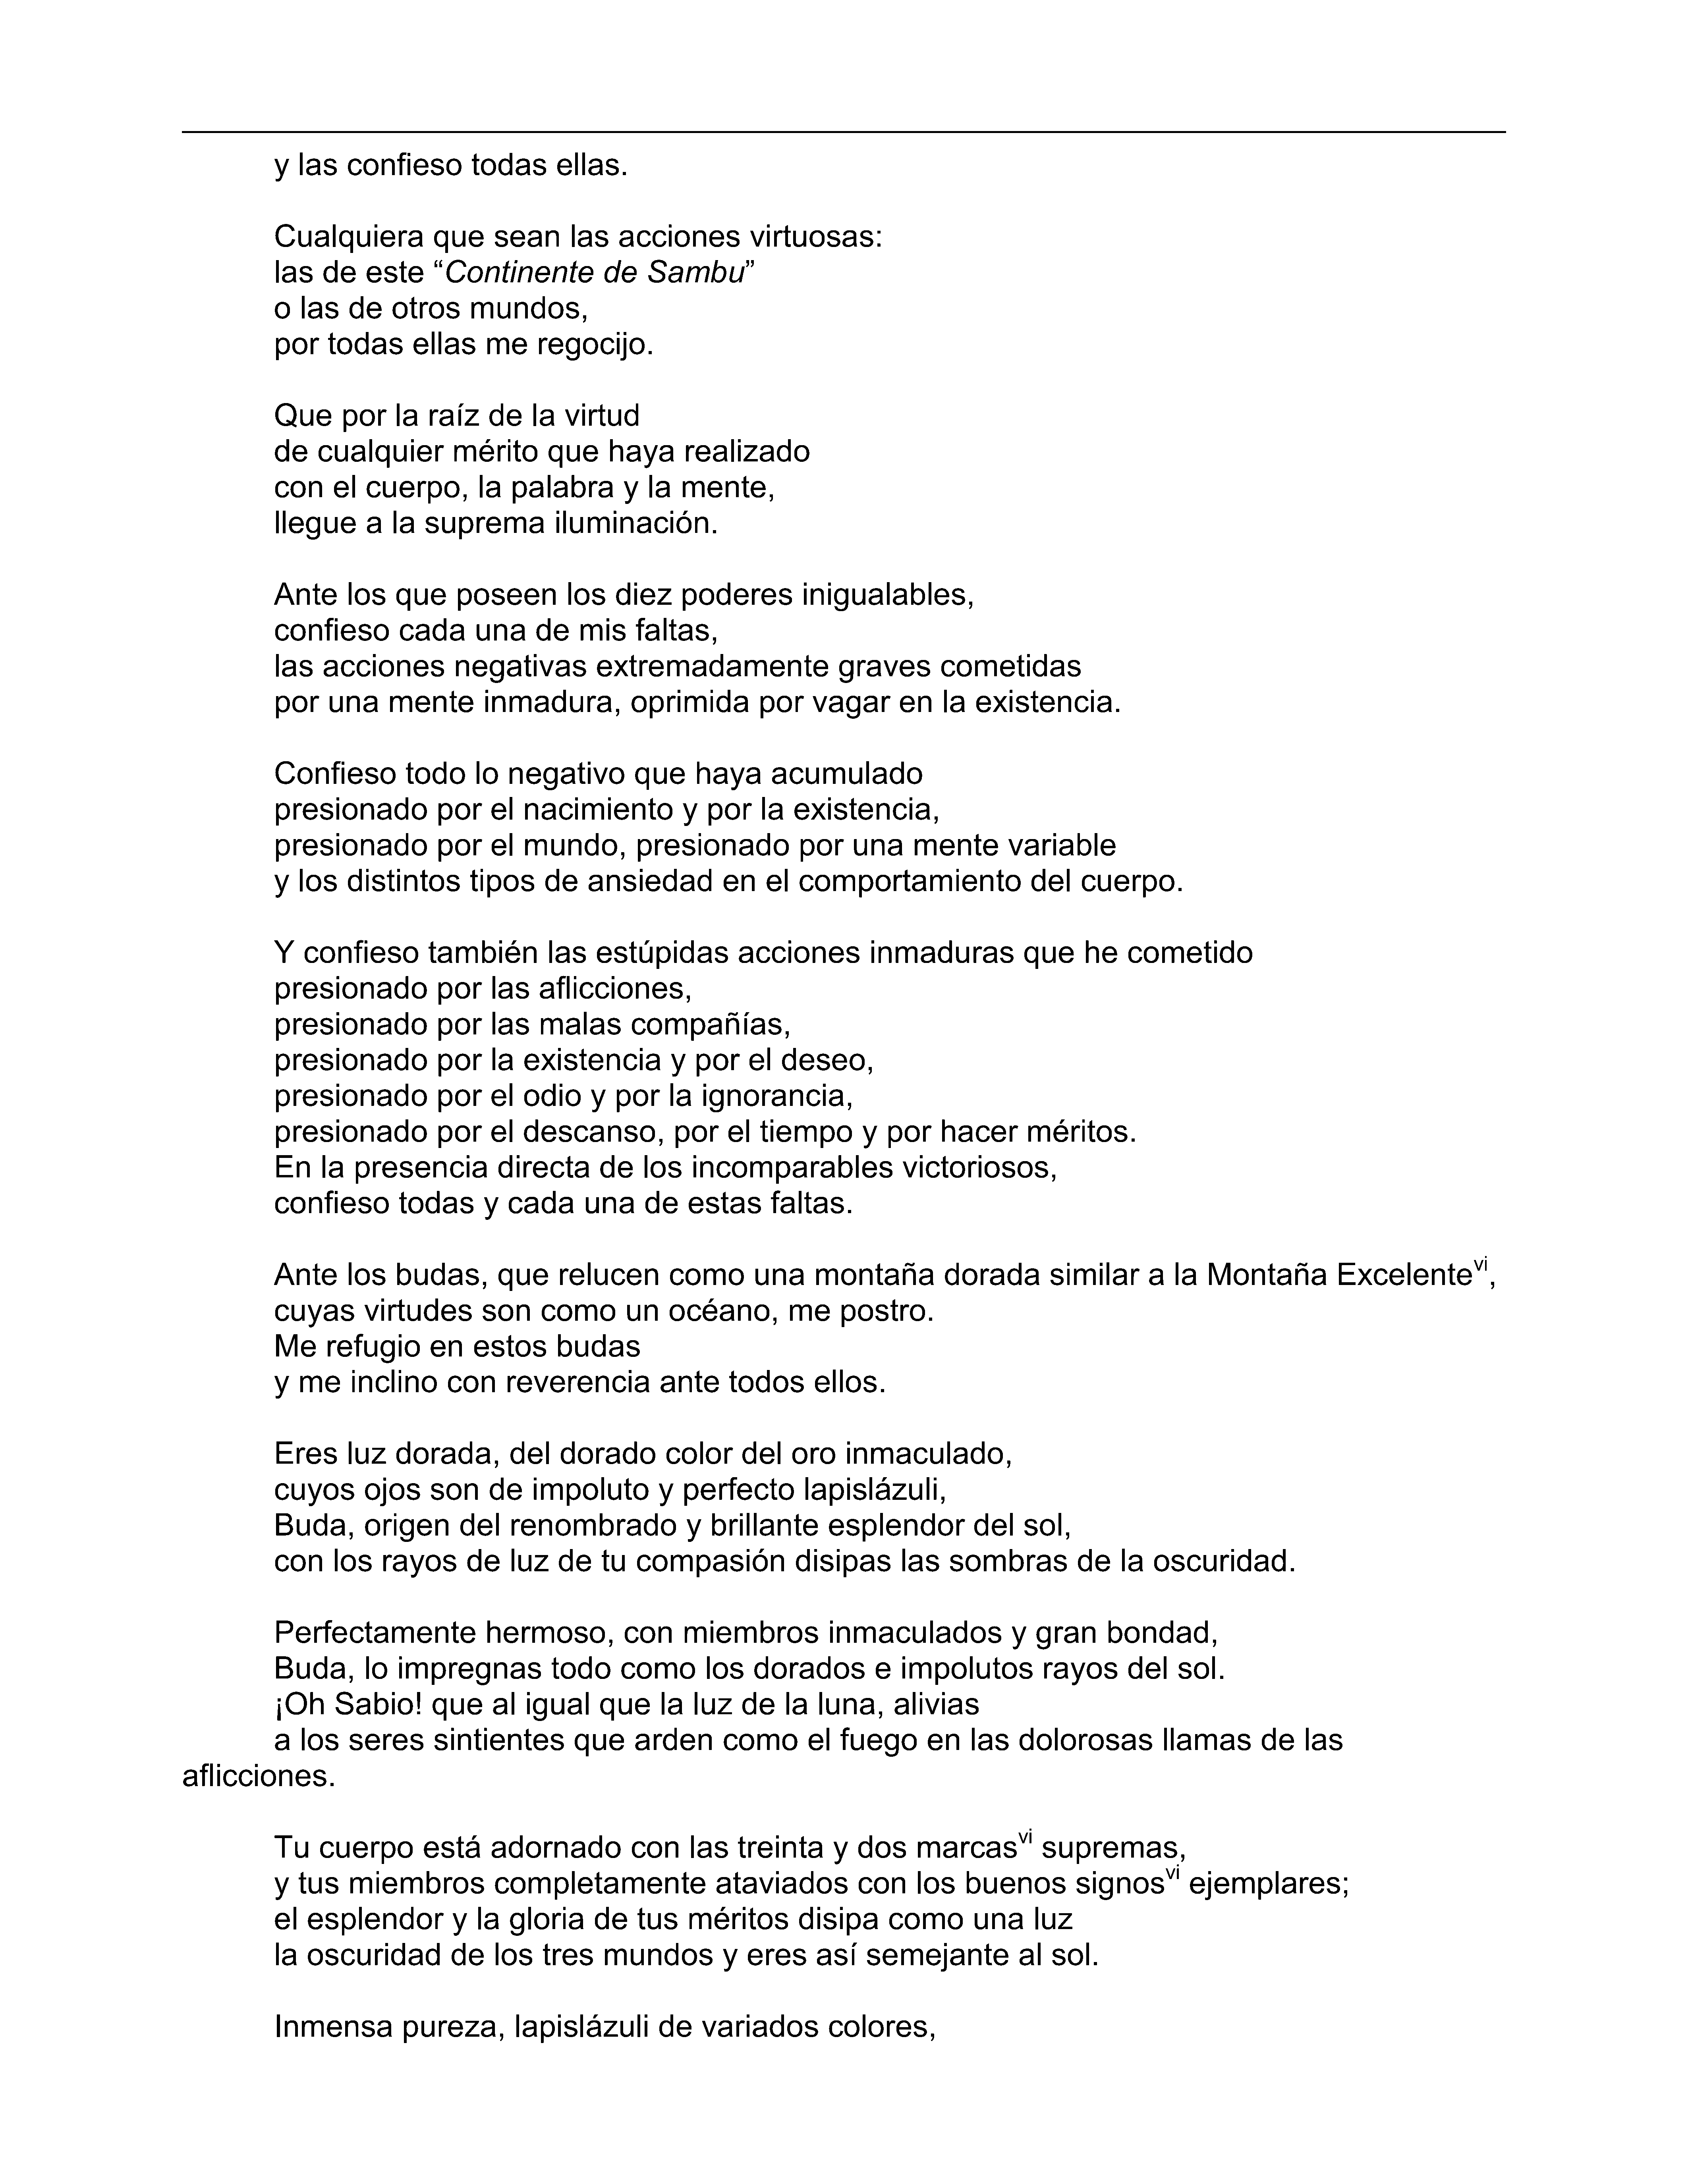 y las confieso todas ellas.

Cualquiera que sean las acciones virtuosas:
las de este “Continente de Sambu”
o las de otros mundos,
por todas ellas me regocijo.

Que por la raíz de la virtud
de cualquier mérito que haya realizado
con el cuerpo, la palabra y la mente,
llegue a la suprema iluminación.

Ante los que poseen los diez poderes inigualables,
confieso cada una de mis faltas,
las acciones negativas extremadamente graves cometidas
por una mente inmadura, oprimida por vagar en la existencia.

Confieso todo lo negativo que haya acumulado
presionado por el nacimiento y por la existencia,
presionado por el mundo, presionado por una mente variable
y los distintos tipos de ansiedad en el comportamiento del cuerpo.

Y confieso también las estúpidas acciones inmaduras que he cometido
presionado por las aflicciones,
presionado por las malas compañías,
presionado por la existencia y por el deseo,
presionado por el odio y por la ignorancia,
presionado por el descanso, por el tiempo y por hacer méritos.
En la presencia directa de los incomparables victoriosos,
confieso todas y cada una de estas faltas.

Ante los budas, que relucen como una montaña dorada similar a la Montaña Excelentevi,
cuyas virtudes son como un océano, me postro.
Me refugio en estos budas
y me inclino con reverencia ante todos ellos.

Eres luz dorada, del dorado color del oro inmaculado,
cuyos ojos son de impoluto y perfecto lapislázuli,
Buda, origen del renombrado y brillante esplendor del sol,
con los rayos de luz de tu compasión disipas las sombras de la oscuridad.

Perfectamente hermoso, con miembros inmaculados y gran bondad,
Buda, lo impregnas todo como los dorados e impolutos rayos del sol.
¡Oh Sabio! que al igual que la luz de la luna, alivias
a los seres sintientes que arden como el fuego en las dolorosas llamas de las
aflicciones.

Tu cuerpo está adornado con las treinta y dos marcasvi supremas,
y tus miembros completamente ataviados con los buenos signosvi ejemplares;
el esplendor y la gloria de tus méritos disipa como una luz
la oscuridad de los tres mundos y eres así semejante al sol.

Inmensa pureza, lapislázuli de variados colores,